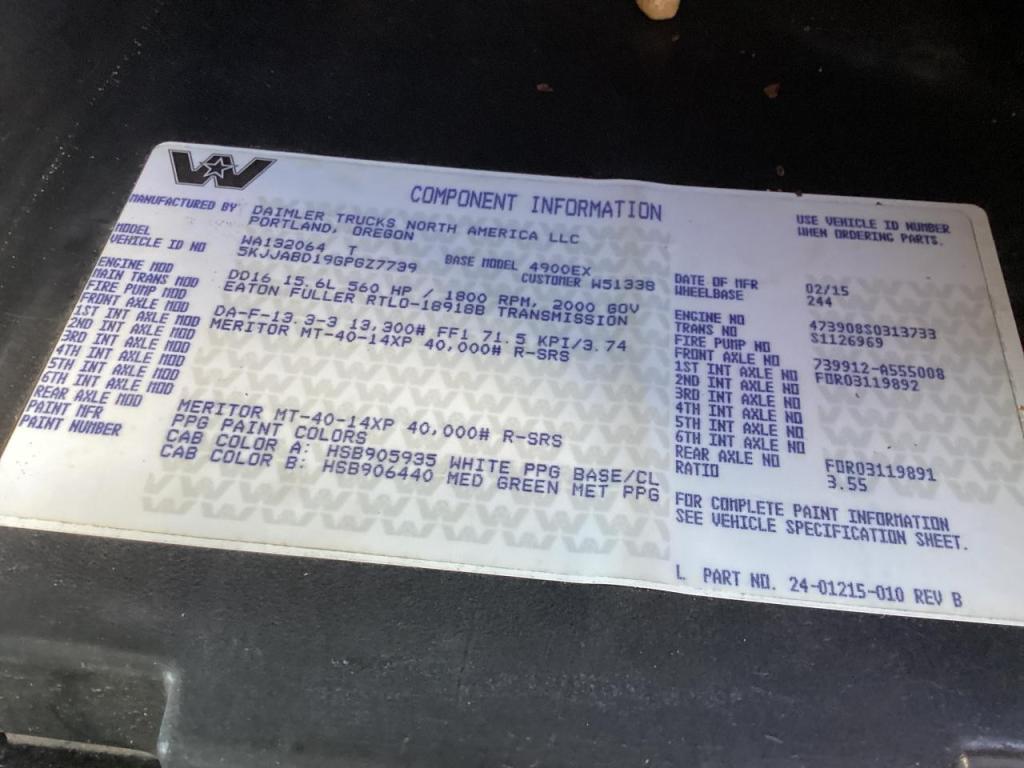 COMPONENT INFORMATION
USE VEHICLE ID NUMBER
WHEN ORDERING PARTS.
MANUFACTURED BY DAIMLER TRUCKS NORTH AMERICA LLC
PORTLAND, OREGON
MODEL WA132064 T BASE MODEL 4900EX
VEHICLE ID NO 5KJJABD19GPGZ7739 CUSTOMER W51338
ENGINE MOD DD16 15.6L 560 HP / 1800 RPM, 2000 GOV
MAIN TRANS MOD EATON FULLER RTLO-18918B TRANSMISSION
FIRE PUMP MOD
FRONT AXLE MOD DA-F-13.3-3 13,300# FF1 71.5 KPI/3.74
1ST INT AXLE MOD MERITOR MT-40-14XP 40,000# R-SRS
2ND INT AXLE MOD
3RD INT AXLE MOD
4TH INT AXLE MOD
5TH INT AXLE MOD
6TH INT AXLE MOD
REAR AXLE MOD MERITOR MT-40-14XP 40,000# R-SRS
PAINT MFR PPG PAINT COLORS
PAINT NUMBER CAB COLOR A: HSB905935 WHITE PPG BASE/CL
CAB COLOR B: HSB906440 MED GREEN MET PPG
DATE OF MFR 02/15
WHEELBASE 244
ENGINE NO 473908S0313733
TRANS NO S1126969
FIRE PUMP NO
FRONT AXLE NO 739912-A555008
1ST INT AXLE NO FOR03119892
2ND INT AXLE NO
3RD INT AXLE NO
4TH INT AXLE NO
5TH INT AXLE NO
6TH INT AXLE NO
REAR AXLE NO FOR03119891
RATIO 3.55
FOR COMPLETE PAINT INFORMATION
SEE VEHICLE SPECIFICATION SHEET.
L PART NO. 24-01215-010 REV B